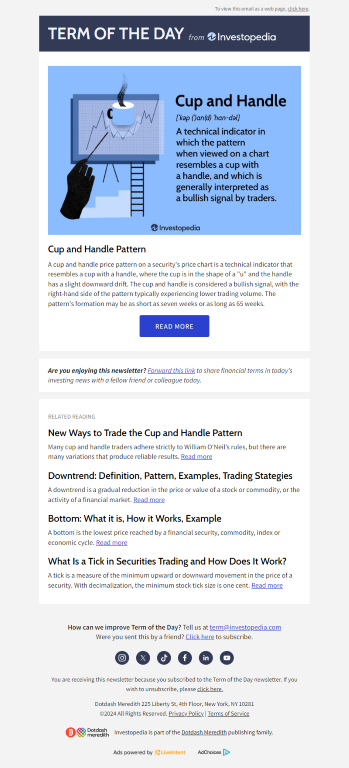 To view this email as a web page, click here.
TERM OF THE DAY from Investopedia
Cup and Handle
['kəp (')ən(d) 'han-dəl]
A technical indicator in
which the pattern
when viewed on a chart
resembles a cup with
a handle, and which is
generally interpreted as
a bullish signal by traders.
Investopedia
Cup and Handle Pattern
A cup and handle price pattern on a security's price chart is a technical indicator that
resembles a cup with a handle, where the cup is in the shape of a "u" and the handle
has a slight downward drift. The cup and handle is considered a bullish signal, with the
right-hand side of the pattern typically experiencing lower trading volume. The
pattern's formation may be as short as seven weeks or as long as 65 weeks.
READ MORE
Are you enjoying this newsletter? Forward this link to share financial terms in today's
investing news with a fellow friend or colleague today.
RELATED READING
New Ways to Trade the Cup and Handle Pattern
Many cup and handle traders adhere strictly to William O'Neil's rules, but there are
many variations that produce reliable results. Read more
Downtrend: Definition, Pattern, Examples, Trading Stategies
A downtrend is a gradual reduction in the price or value of a stock or commodity, or the
activity of a financial market. Read more
Bottom: What it is, How it Works, Example
A bottom is the lowest price reached by a financial security, commodity, index or
economic cycle. Read more
What Is a Tick in Securities Trading and How Does It Work?
A tick is a measure of the minimum upward or downward movement in the price of a
security. With decimalization, the minimum stock tick size is one cent. Read more
How can we improve Term of the Day? Tell us at term@investopedia.com
Were you sent this by a friend? Click here to subscribe.
You are receiving this newsletter because you subscribed to the Term of the Day newsletter. If you
wish to unsubscribe, please click here.
Dotdash Meredith 225 Liberty St, 4th Floor, New York, NY 10281
©2024 All Rights Reserved. Privacy Policy | Terms of Service
Dotdash
meredith
Investopedia is part of the Dotdash Meredith publishing family.
Ads powered by LiveIntent AdChoices